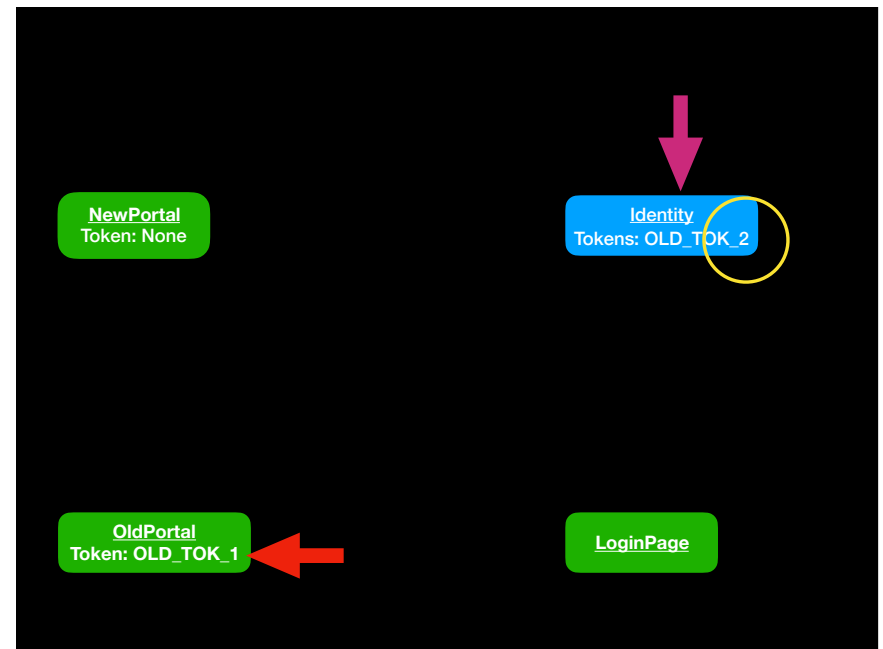 NewPortal
Token: None
Identity
Tokens: OLD_TOK_2
OldPortal
Token: OLD_TOK_1
LoginPage